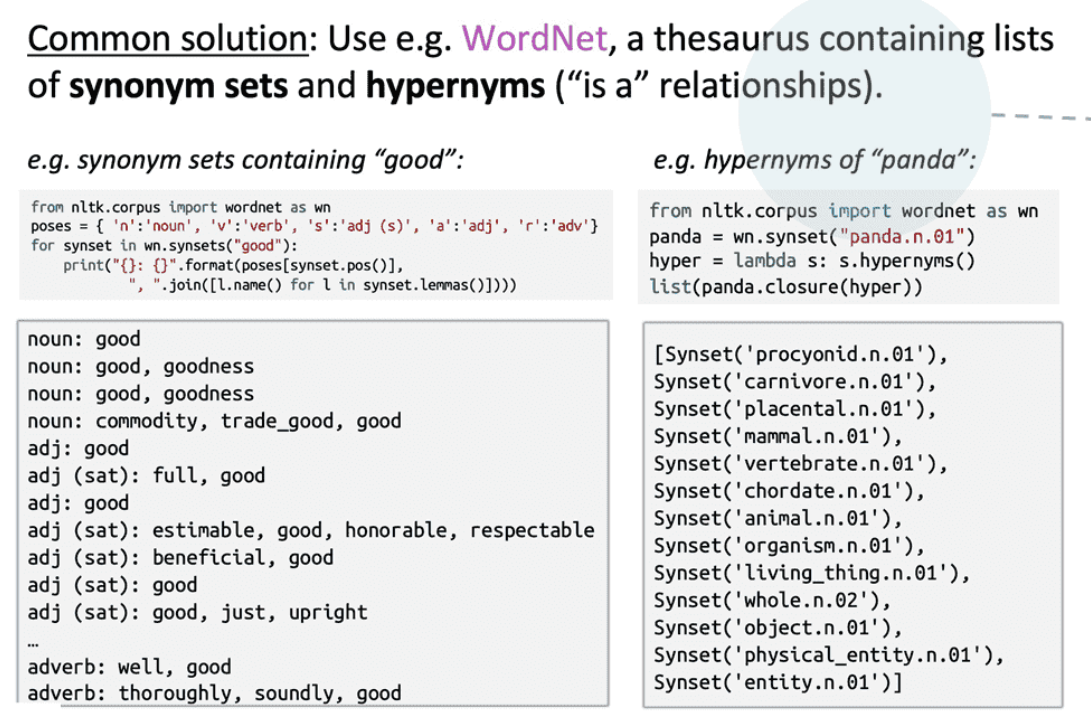 Common solution: Use e.g. WordNet, a thesaurus containing lists
of synonym sets and hypernyms (“is a” relationships).
e.g. synonym sets containing “good”:
from nltk.corpus import wordnet as wn
poses = { 'n':'noun', 'v':'verb', 's':'adj (s)', 'a':'adj', 'r':'adv'}
for synset in wn.synsets("good"):
    print("{}: {}".format(poses[synset.pos()],
            ", ".join([l.name() for l in synset.lemmas()])))
noun: good
noun: good, goodness
noun: good, goodness
noun: commodity, trade_good, good
adj: good
adj (sat): full, good
adj: good
adj (sat): estimable, good, honorable, respectable
adj (sat): beneficial, good
adj (sat): good
adj (sat): good, just, upright
…
adverb: well, good
adverb: thoroughly, soundly, good
e.g. hypernyms of “panda”:
from nltk.corpus import wordnet as wn
panda = wn.synset("panda.n.01")
hyper = lambda s: s.hypernyms()
list(panda.closure(hyper))
[Synset('procyonid.n.01'),
Synset('carnivore.n.01'),
Synset('placental.n.01'),
Synset('mammal.n.01'),
Synset('vertebrate.n.01'),
Synset('chordate.n.01'),
Synset('animal.n.01'),
Synset('organism.n.01'),
Synset('living_thing.n.01'),
Synset('whole.n.02'),
Synset('object.n.01'),
Synset('physical_entity.n.01'),
Synset('entity.n.01')]